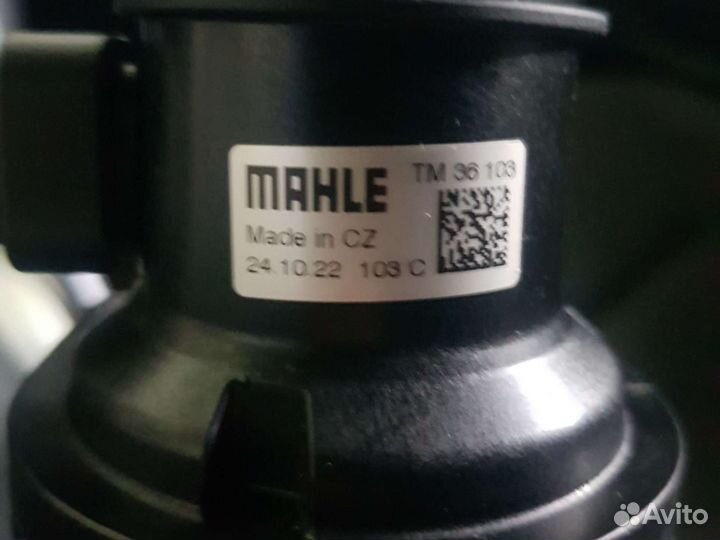 MAHLE TM 36 103
Made in CZ
24.10.22 103 C
Avito